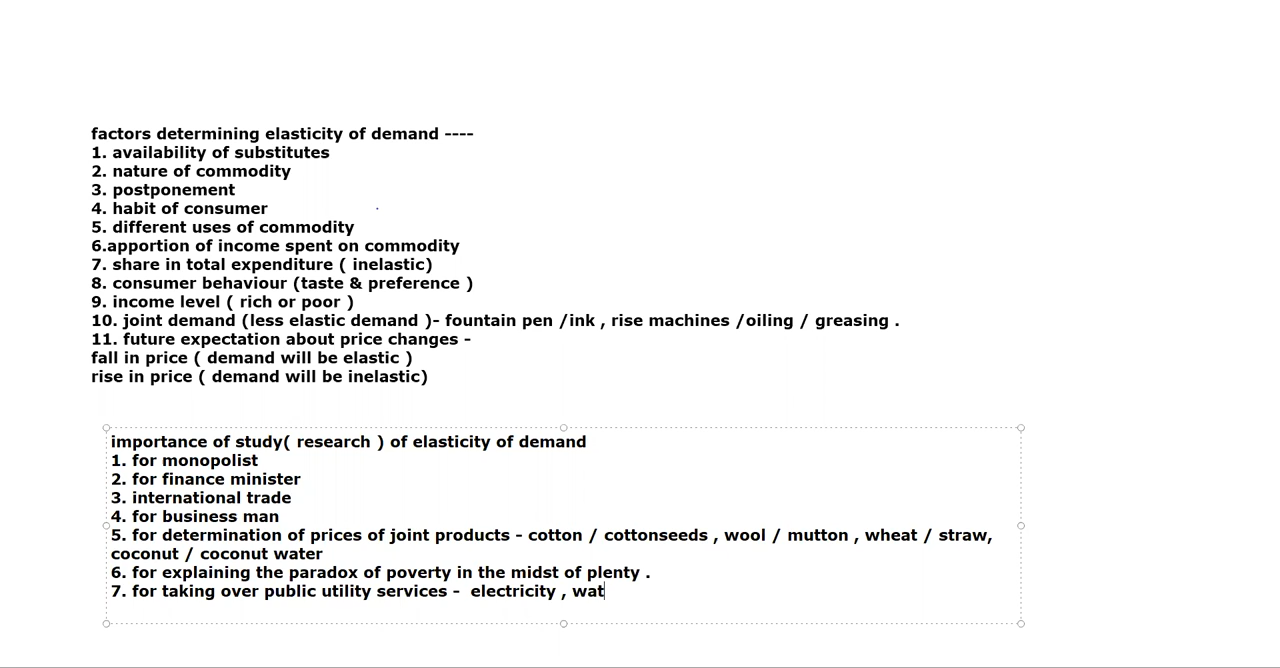 factors determining elasticity of demand ----
1. availability of substitutes
2. nature of commodity
3. postponement
4. habit of consumer
5. different uses of commodity
6.apportion of income spent on commodity
7. share in total expenditure ( inelastic)
8. consumer behaviour (taste & preference )
9. income level ( rich or poor )
10. joint demand (less elastic demand )- fountain pen /ink , rise machines /oiling / greasing .
11. future expectation about price changes -
fall in price ( demand will be elastic )
rise in price ( demand will be inelastic)
importance of study( research ) of elasticity of demand
1. for monopolist
2. for finance minister
3. international trade
4. for business man
5. for determination of prices of joint products - cotton / cottonseeds , wool / mutton , wheat / straw,
coconut / coconut water
6. for explaining the paradox of poverty in the midst of plenty .
7. for taking over public utility services -  electricity , wat